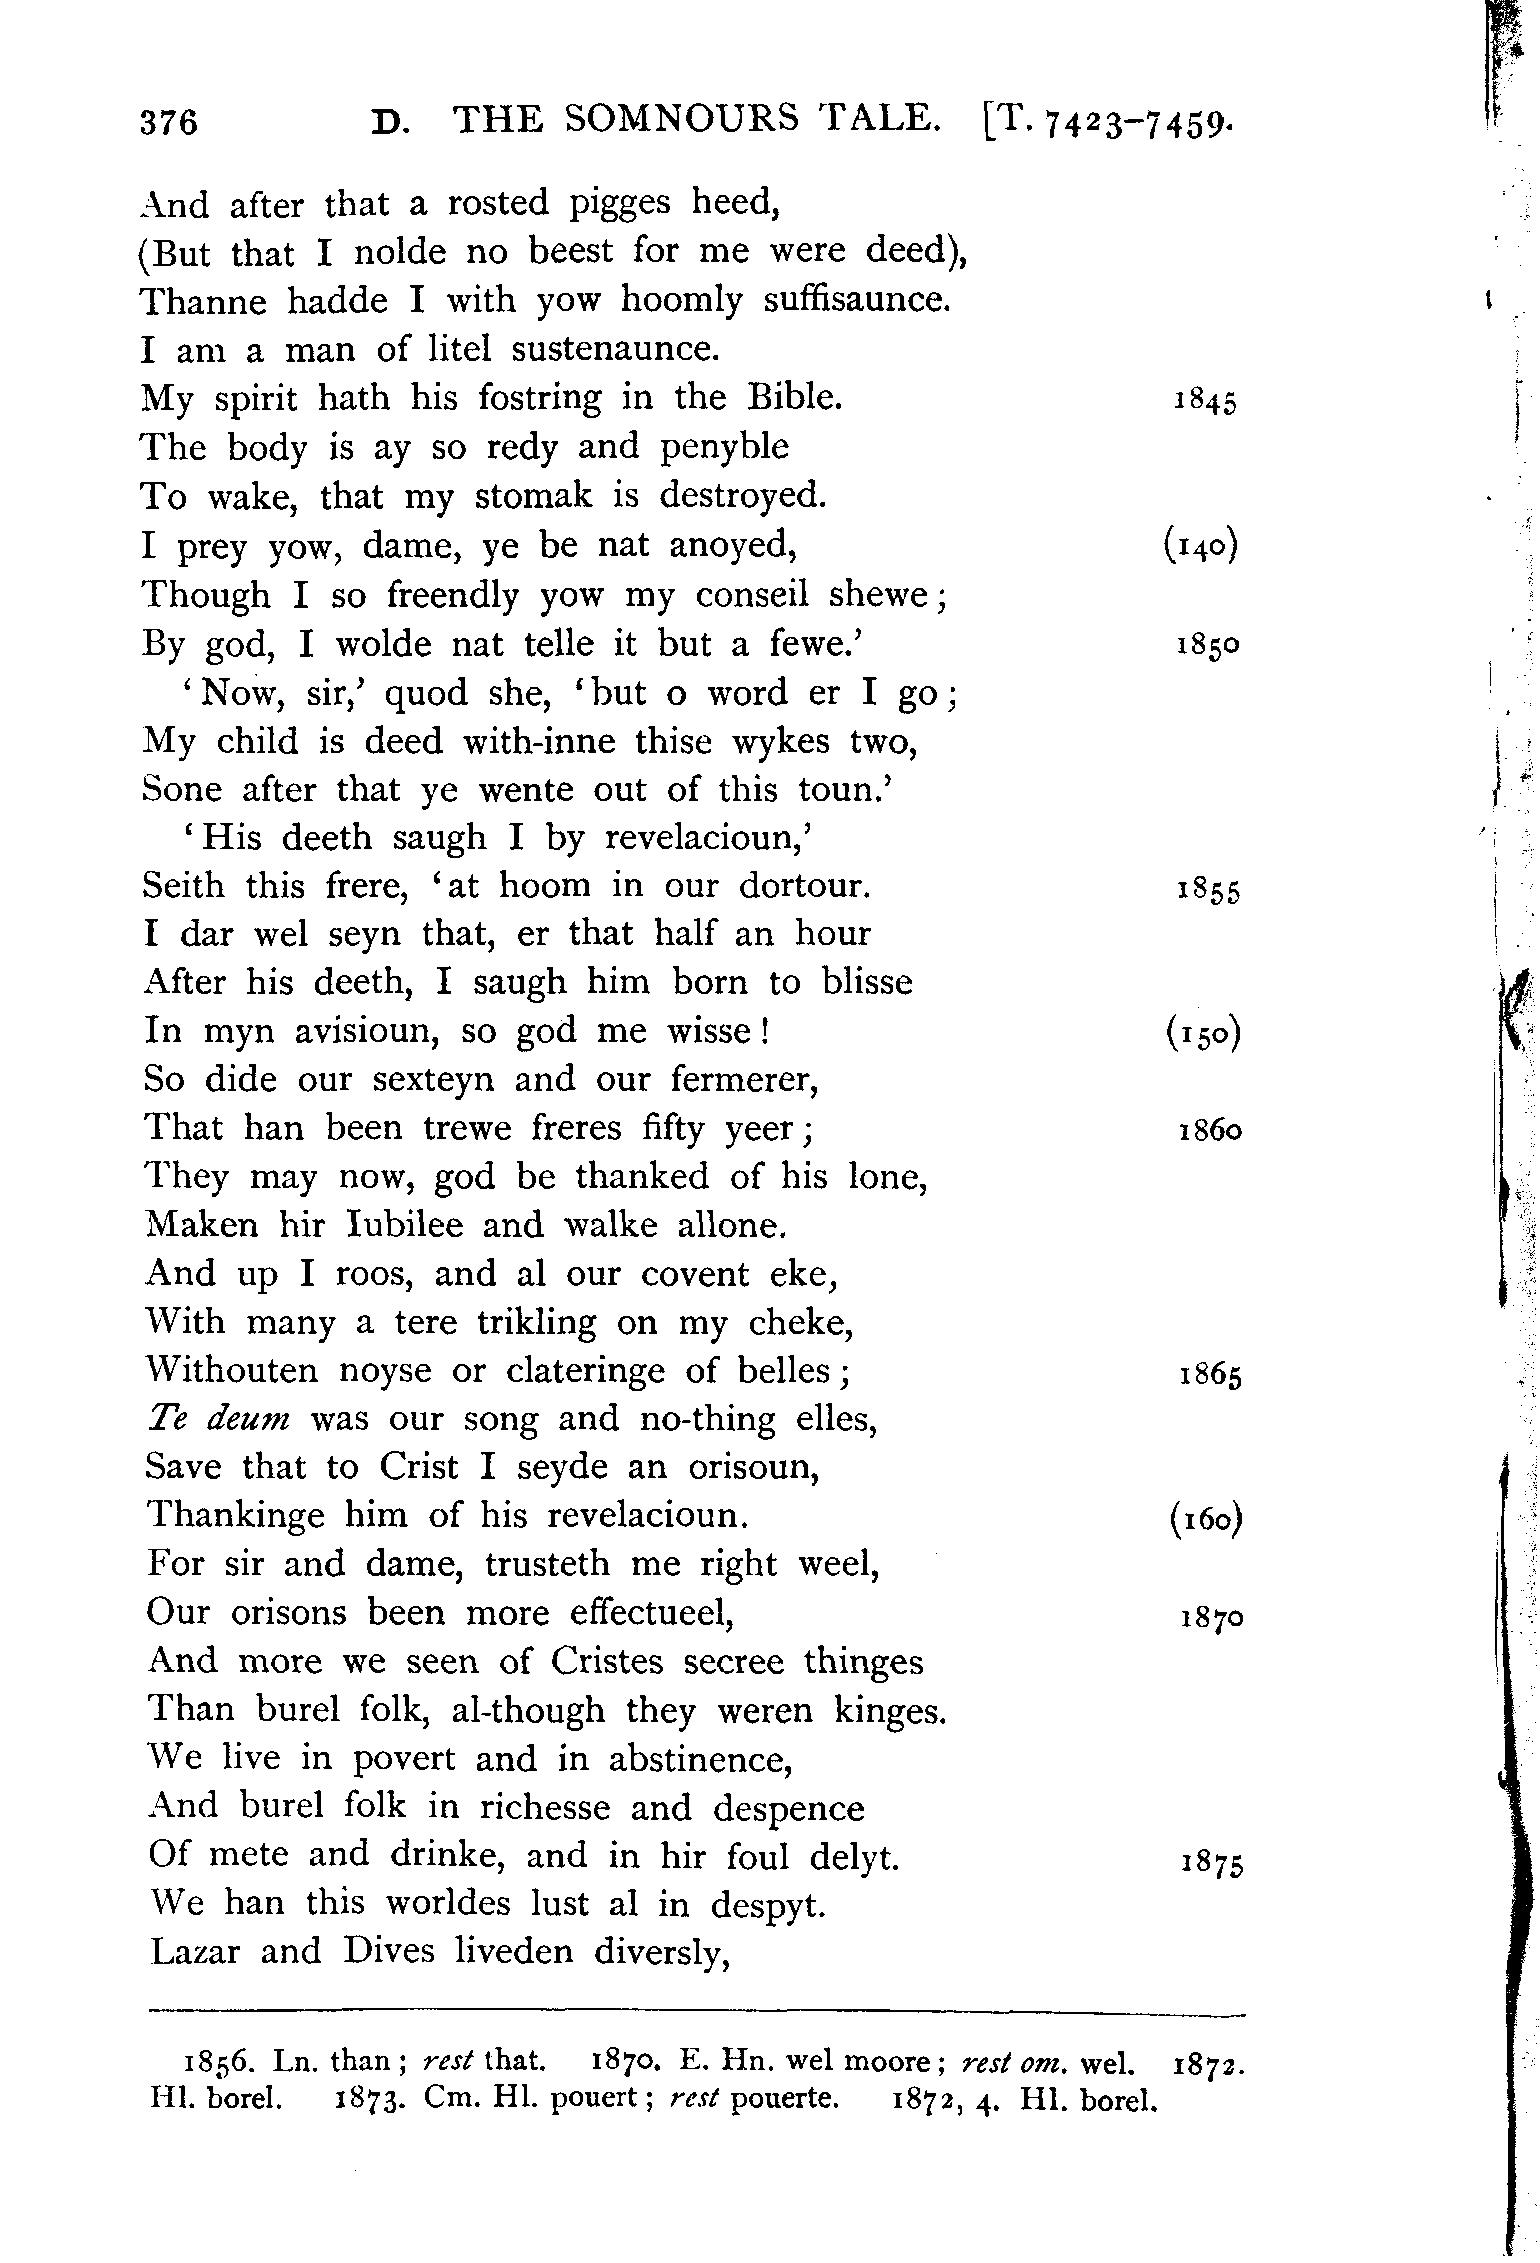 376 D. THE SOMNOURS TALE. [T. 7423–7459.
And after that a rosted pigges heed,
(But that I nolde no beest for me were deed),
Thanne hadde I with yow hoomly suffisaunce.
I am a man of litel sustenaunce.
My spirit hath his fostring in the Bible. 1845
The body is ay so redy and penyble
To wake, that my stomak is destroyed.
I prey yow, dame, ye be nat anoyed, (140)
Though I so freendly yow my conseil shewe;
By god, I wolde nat telle it but a fewe.’ 1850
‘Now, sir,’ quod she, ‘but o word er I go;
My child is deed with-inne thise wykes two,
Sone after that ye wente out of this toun.’
‘His deeth saugh I by revelacioun,’
Seith this frere, ‘at hoom in our dortour. 1855
I dar wel seyn that, er that half an hour
After his deeth, I saugh him born to blisse
In myn avisioun, so god me wisse! (150)
So dide our sexteyn and our fermerer,
That han been trewe freres fifty yeer; 1860
They may now, god be thanked of his lone,
Maken hir Iubilee and walke allone.
And up I roos, and al our covent eke,
With many a tere trikling on my cheke,
Withouten noyse or clateringe of belles; 1865
Te deum was our song and no-thing elles,
Save that to Crist I seyde an orisoun,
Thankinge him of his revelacioun. (160)
For sir and dame, trusteth me right weel,
Our orisons been more effectueel, 1870
And more we seen of Cristes secree thinges
Than burel folk, al-though they weren kinges.
We live in povert and in abstinence,
And burel folk in richesse and despence
Of mete and drinke, and in hir foul delyt. 1875
We han this worldes lust al in despyt.
Lazar and Dives liveden diversly,
1856. Ln. than; rest that. 1870. E. Hn. wel moore; rest om. wel. 1872.
Hl. borel. 1873. Cm. Hl. pouert; rest pouerte. 1872, 4. Hl. borel.